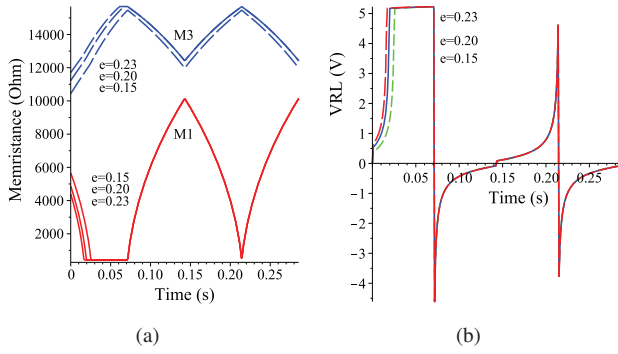 14000
12000
10000
8000
6000
4000
2000
Memristance (Ohm)
M3
e=0.23
e=0.20
e=0.15
M1
e=0.15
e=0.20
e=0.23
0
0.05
0.10
0.15
0.20
0.25
Time (s)
(a)
5
4
3
2
1
0
−1
−2
−3
−4
VRL (V)
e=0.23
e=0.20
e=0.15
0.05
0.10
0.15
0.20
Time (s)
(b)